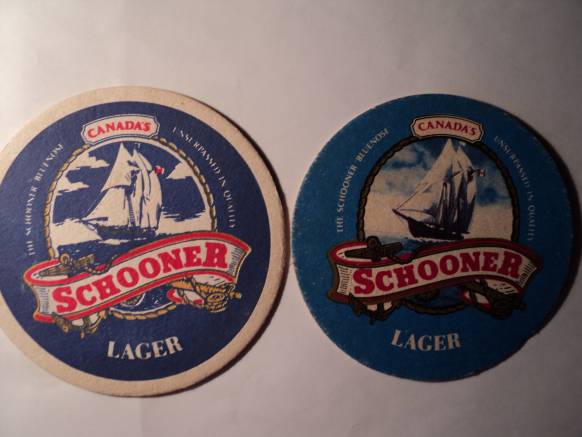 CANADA'S
THE SCHOONER BLUENOSE
UNSURPASSED IN QUALITY
SCHOONER
LAGER
CANADA'S
THE SCHOONER BLUENOSE
UNSURPASSED IN QUALITY
SCHOONER
LAGER